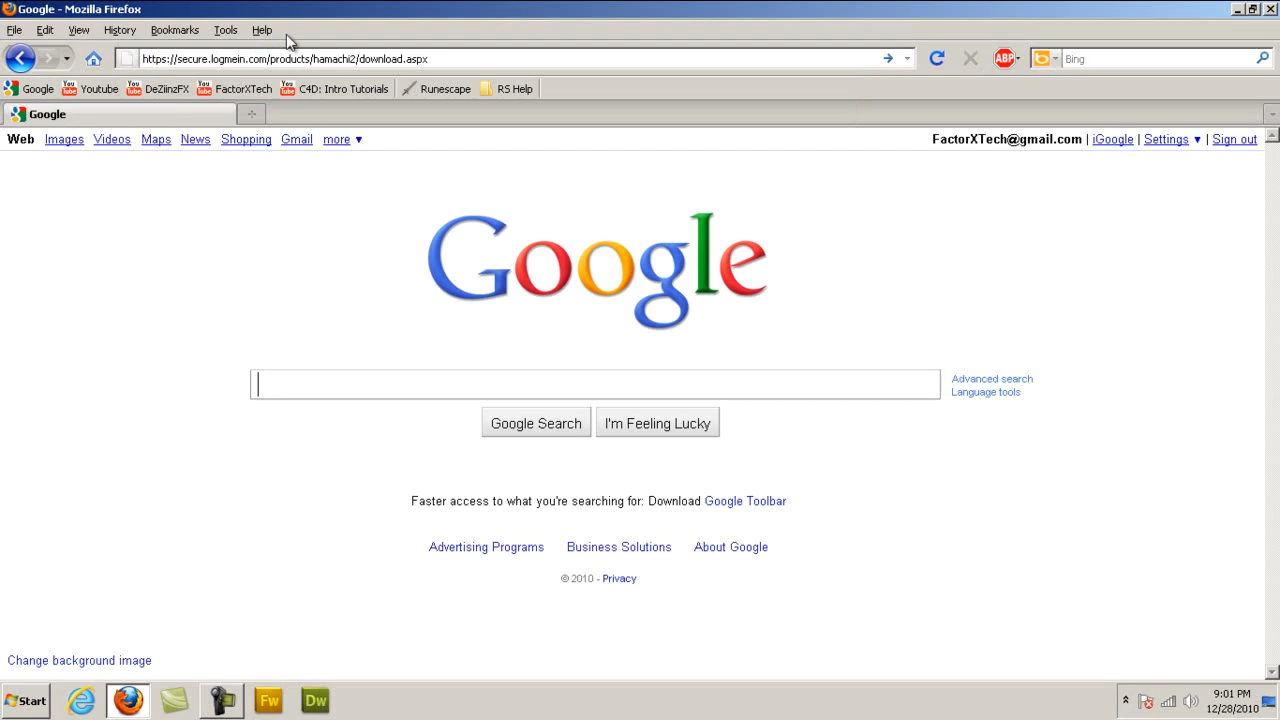 Google - Mozilla Firefox
File Edit View History Bookmarks Tools Help
https://secure.logmein.com/products/hamachi2/download.aspx
ABP
Bing
Google Youtube DeZiinzFX FactorXTech C4D: Intro Tutorials Runescape RS Help
Google
Web Images Videos Maps News Shopping Gmail more ▼
FactorXTech@gmail.com | iGoogle | Settings ▼ | Sign out
Google
Advanced search
Language tools
Google Search I'm Feeling Lucky
Faster access to what you're searching for: Download Google Toolbar
Advertising Programs Business Solutions About Google
© 2010 - Privacy
Change background image
Start Fw Dw
9:01 PM
12/28/2010